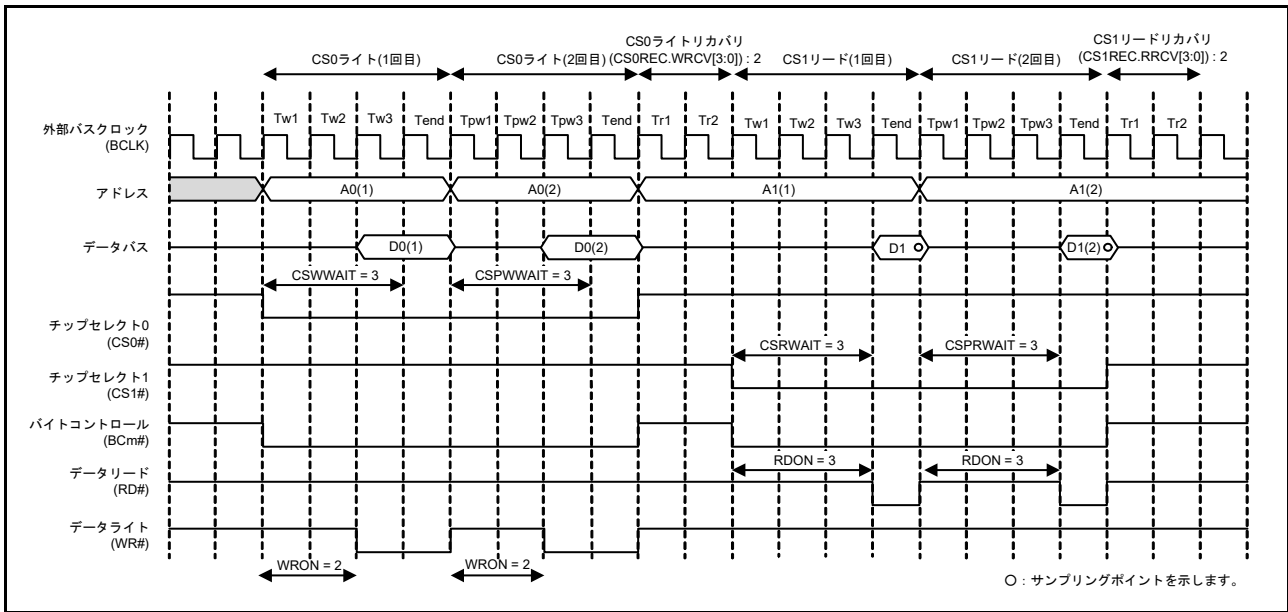 CS0ライトリカバリ
CS1リードリカバリ
CS0ライト(1回目)
CS0ライト(2回目)
(CS0REC.WRCV[3:0]) : 2
CS1リード(1回目)
CS1リード(2回目)
(CS1REC.RRCV[3:0]) : 2
外部バスクロック
(BCLK)
Tw1 Tw2 Tw3 Tend Tpw1 Tpw2 Tpw3 Tend Tr1 Tr2 Tw1 Tw2 Tw3 Tend Tpw1 Tpw2 Tpw3 Tend Tr1 Tr2
アドレス
A0(1) A0(2) A1(1) A1(2)
データバス
D0(1) D0(2) D1 D1(2)
CSWWAIT = 3 CSPWWAIT = 3
チップセレクト0
(CS0#)
CSRWAIT = 3 CSPRWAIT = 3
チップセレクト1
(CS1#)
バイトコントロール
(BCm#)
RDON = 3 RDON = 3
データリード
(RD#)
データライト
(WR#)
WRON = 2 WRON = 2
○ : サンプリングポイントを示します。